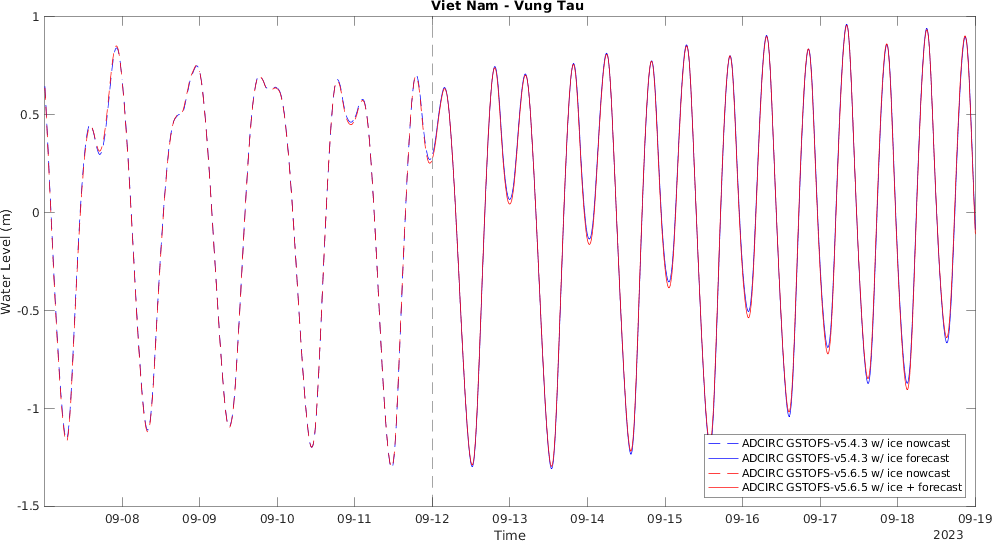 Viet Nam - Vung Tau
Water Level (m)
1
0.5
0
-0.5
-1
-1.5
ADCIRC GSTOFS-v5.4.3 w/ ice nowcast
ADCIRC GSTOFS-v5.4.3 w/ ice forecast
ADCIRC GSTOFS-v5.6.5 w/ ice nowcast
ADCIRC GSTOFS-v5.6.5 w/ ice + forecast
09-08 09-09 09-10 09-11 09-12 09-13 09-14 09-15 09-16 09-17 09-18 09-19
Time
2023